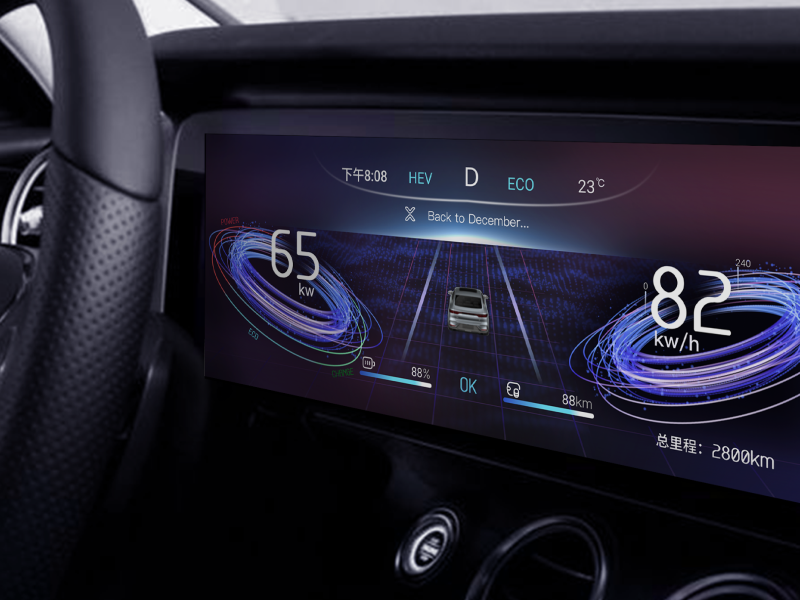 下午8:08 HEV D ECO 23℃
Back to December...
POWER
65
kw
ECO
CHARGE
240
0
82
kw/h
88%
OK
88km
总里程：2800km